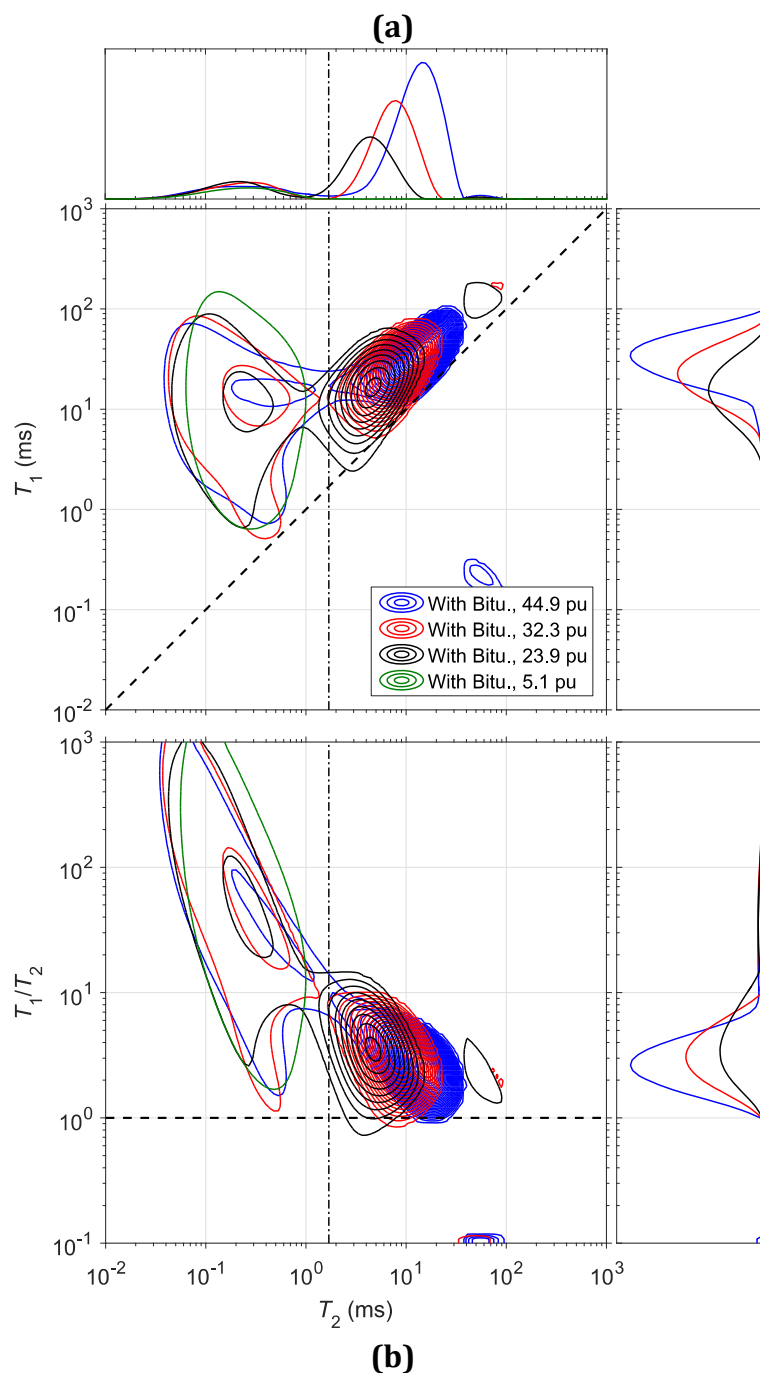 (a)
10^3
10^2
10^1
10^0
10^-1
10^-2
T_1 (ms)
With Bitu., 44.9 pu
With Bitu., 32.3 pu
With Bitu., 23.9 pu
With Bitu., 5.1 pu
10^3
10^2
10^1
10^0
10^-1
T_1/T_2
10^-2 10^-1 10^0 10^1 10^2 10^3
T_2 (ms)
(b)